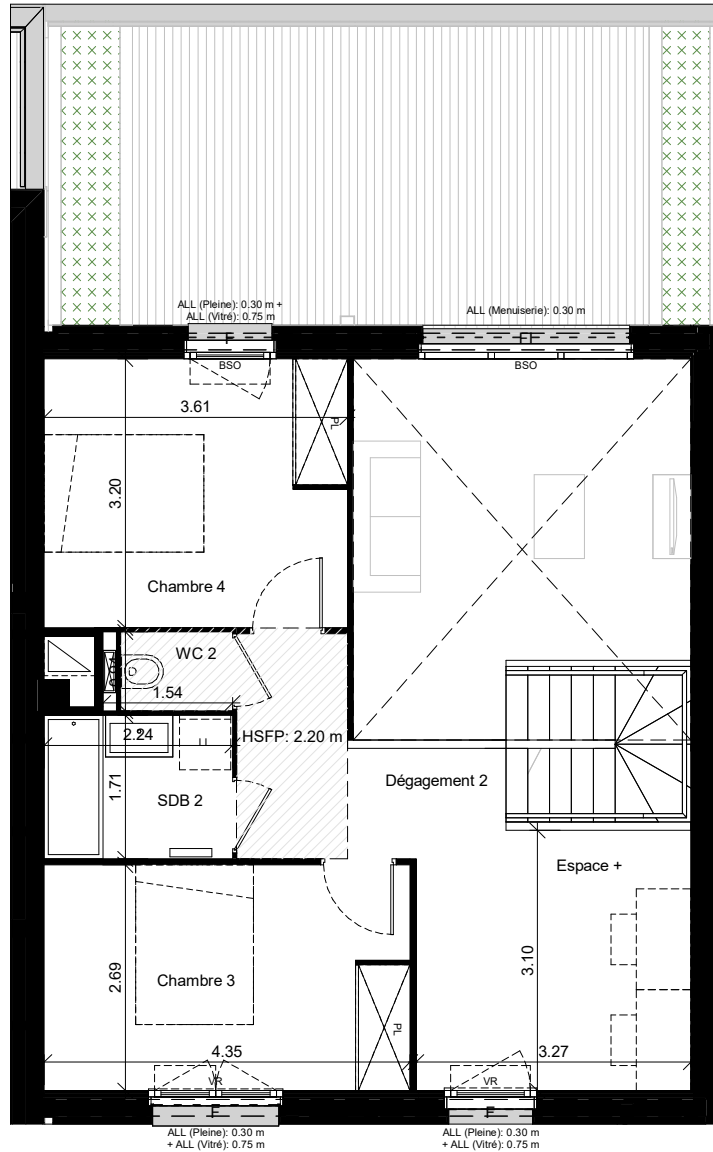 ALL (Pleine): 0.30 m +
ALL (Vitré): 0.75 m
ALL (Menuiserie): 0.30 m
F
BSO
BSO
3.61
PL
3.20
Chambre 4
WC 2
1.54
2.24
HSFP: 2.20 m
1.71
SDB 2
Dégagement 2
Espace +
3.10
2.69
Chambre 3
PL
4.35
3.27
VR
VR
F
F
ALL (Pleine): 0.30 m
+ ALL (Vitré): 0.75 m
ALL (Pleine): 0.30 m
+ ALL (Vitré): 0.75 m